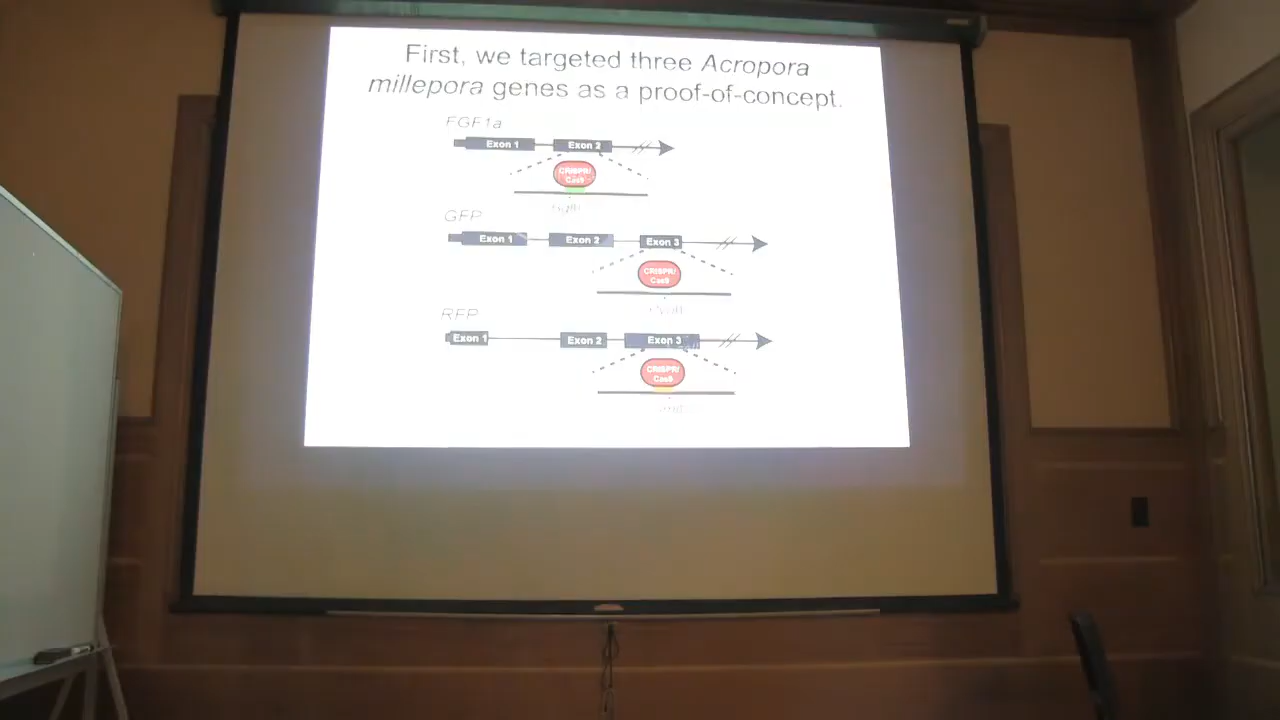 First, we targeted three Acropora
millepora genes as a proof-of-concept.
FGF1a
Exon 1 Exon 2
CRISPR/
Cas9
GFP
Exon 1 Exon 2 Exon 3
CRISPR/
Cas9
RFP
Exon 1 Exon 2 Exon 3
CRISPR/
Cas9